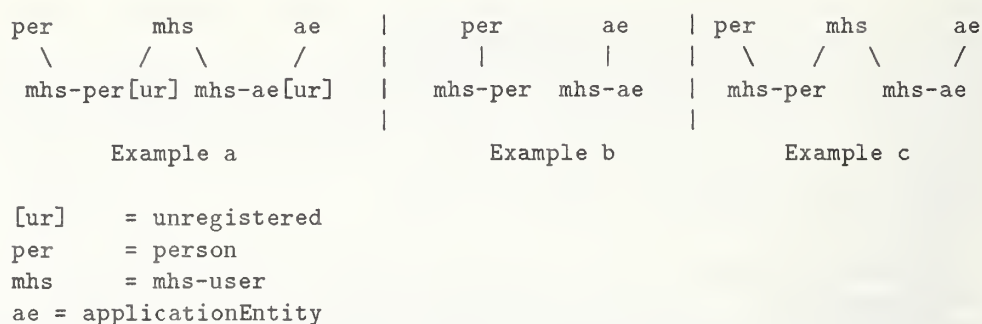 per mhs ae | per ae | per mhs ae
\ / \ / | | | | \ / \ /
mhs-per[ur] mhs-ae[ur] | mhs-per mhs-ae | mhs-per mhs-ae
| |
Example a Example b Example c
[ur] = unregistered
per = person
mhs = mhs-user
ae = applicationEntity